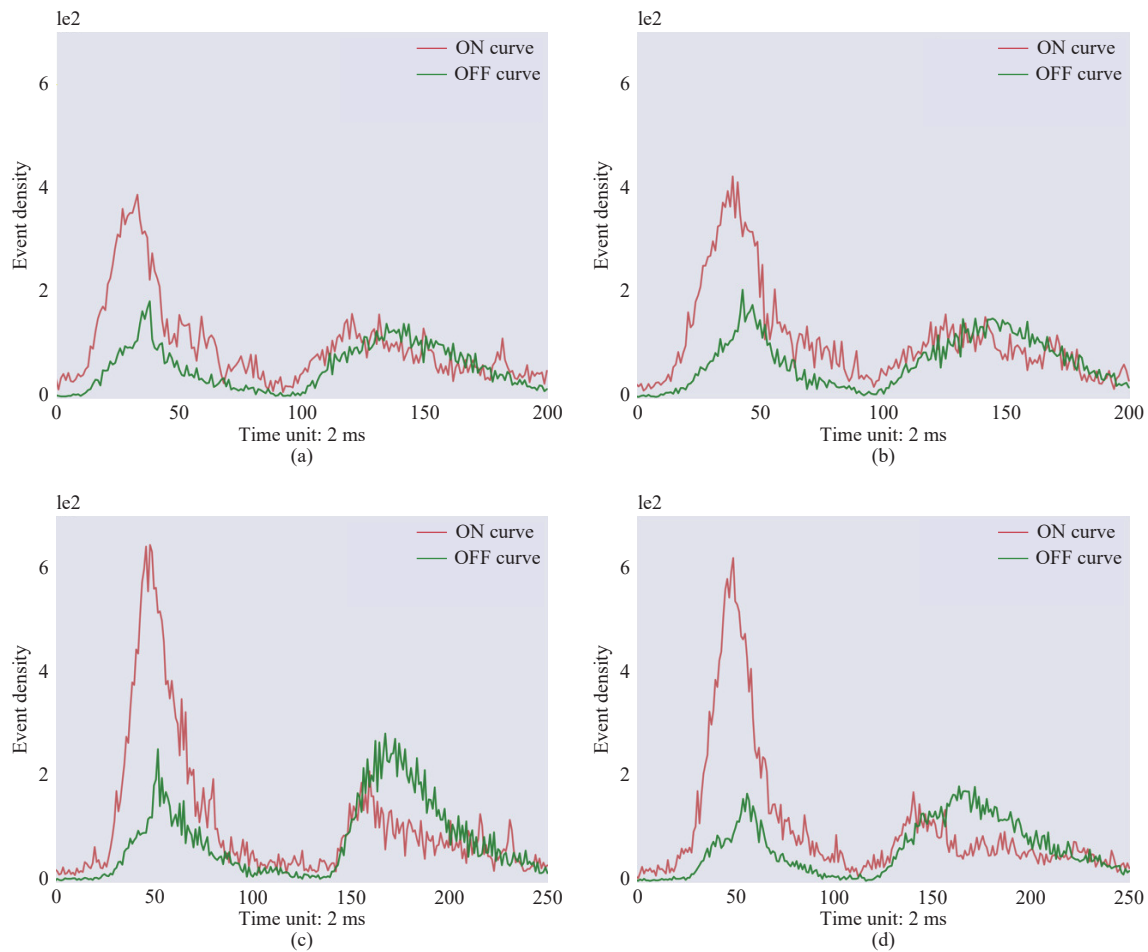 le2
ON curve
OFF curve
6
4
2
0
Event density
0 50 100 150 200
Time unit: 2 ms
(a)
le2
ON curve
OFF curve
6
4
2
0
Event density
0 50 100 150 200
Time unit: 2 ms
(b)
le2
ON curve
OFF curve
6
4
2
0
Event density
0 50 100 150 200 250
Time unit: 2 ms
(c)
le2
ON curve
OFF curve
6
4
2
0
Event density
0 50 100 150 200 250
Time unit: 2 ms
(d)